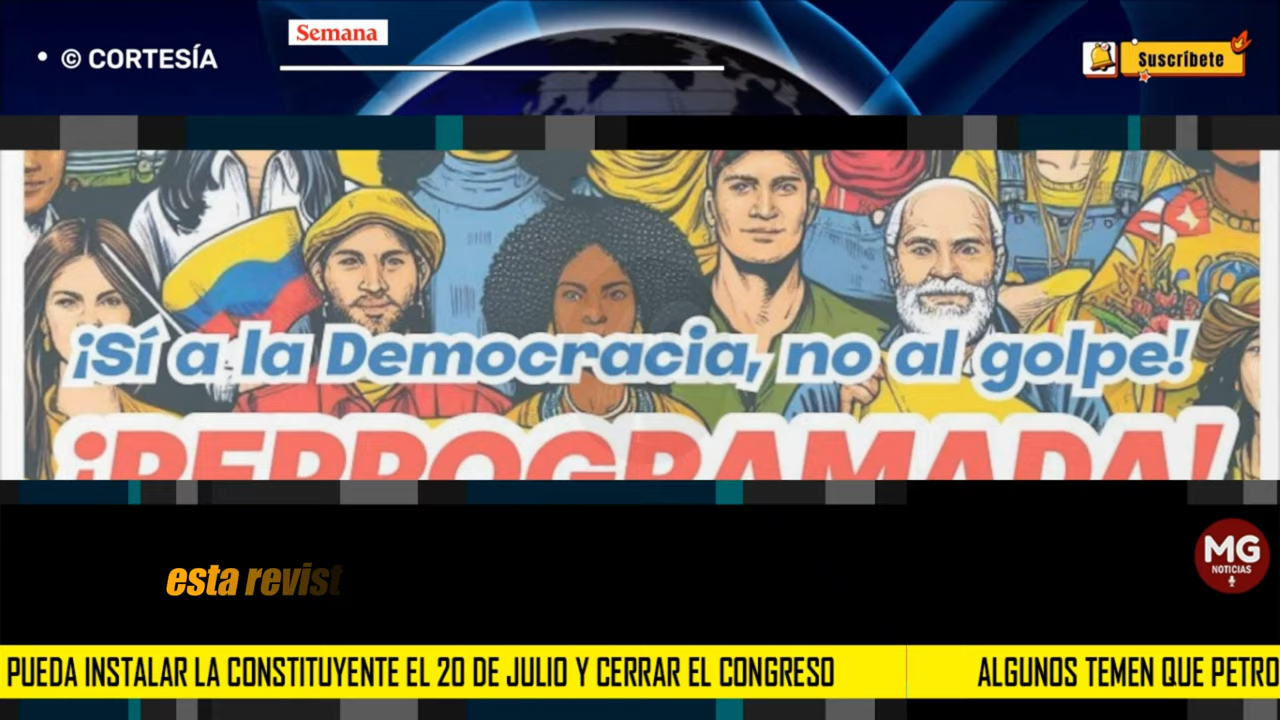 Semana
• © CORTESÍA
Suscríbete
¡Sí a la Democracia, no al golpe!
¡REPROGRAMADA!
esta revist
MG
NOTICIAS
PUEDA INSTALAR LA CONSTITUYENTE EL 20 DE JULIO Y CERRAR EL CONGRESO ALGUNOS TEMEN QUE PETRO